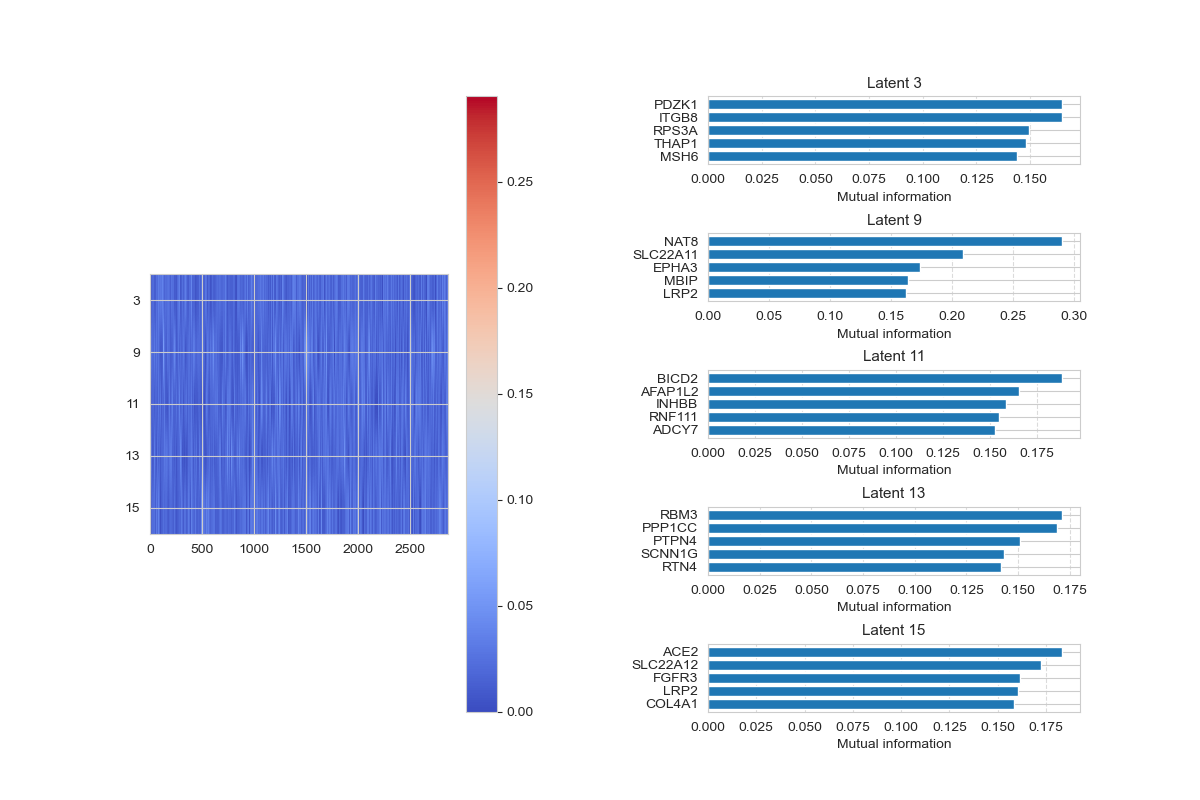 3
9
11
13
15
0 500 1000 1500 2000 2500
0.25
0.20
0.15
0.10
0.05
0.00
Latent 3
PDZK1
ITGB8
RPS3A
THAP1
MSH6
0.000 0.025 0.050 0.075 0.100 0.125 0.150
Mutual information
Latent 9
NAT8
SLC22A11
EPHA3
MBIP
LRP2
0.00 0.05 0.10 0.15 0.20 0.25 0.30
Mutual information
Latent 11
BICD2
AFAP1L2
INHBB
RNF111
ADCY7
0.000 0.025 0.050 0.075 0.100 0.125 0.150 0.175
Mutual information
Latent 13
RBM3
PPP1CC
PTPN4
SCNN1G
RTN4
0.000 0.025 0.050 0.075 0.100 0.125 0.150 0.175
Mutual information
Latent 15
ACE2
SLC22A12
FGFR3
LRP2
COL4A1
0.000 0.025 0.050 0.075 0.100 0.125 0.150 0.175
Mutual information